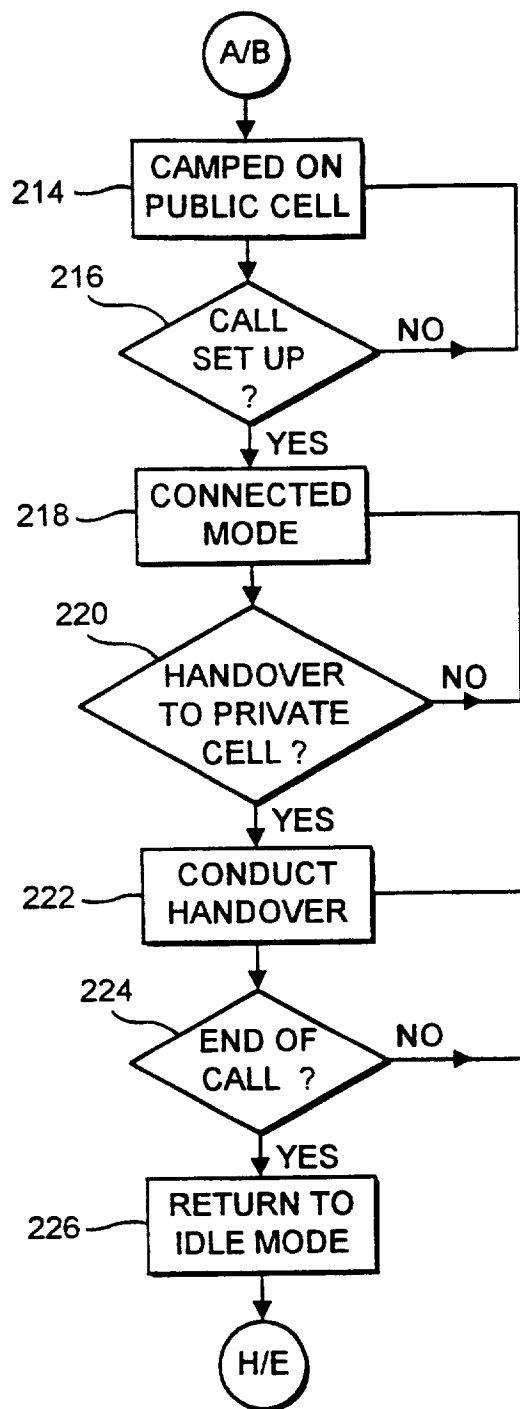 A/B
214
CAMPED ON
PUBLIC CELL
216
CALL
SET UP
?
NO
YES
218
CONNECTED
MODE
220
HANDOVER
TO PRIVATE
CELL ?
NO
YES
222
CONDUCT
HANDOVER
224
END OF
CALL ?
NO
YES
226
RETURN TO
IDLE MODE
H/E